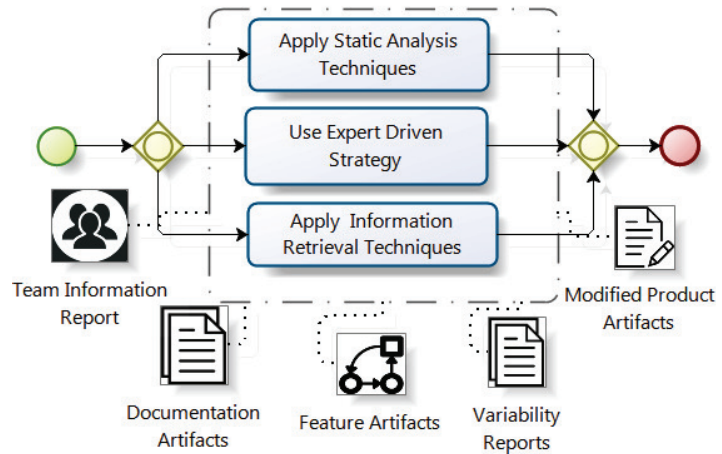 Apply Static Analysis
Techniques
Use Expert Driven
Strategy
Apply Information
Retrieval Techniques
Team Information
Report
Modified Product
Artifacts
Documentation
Artifacts
Feature Artifacts
Variability
Reports